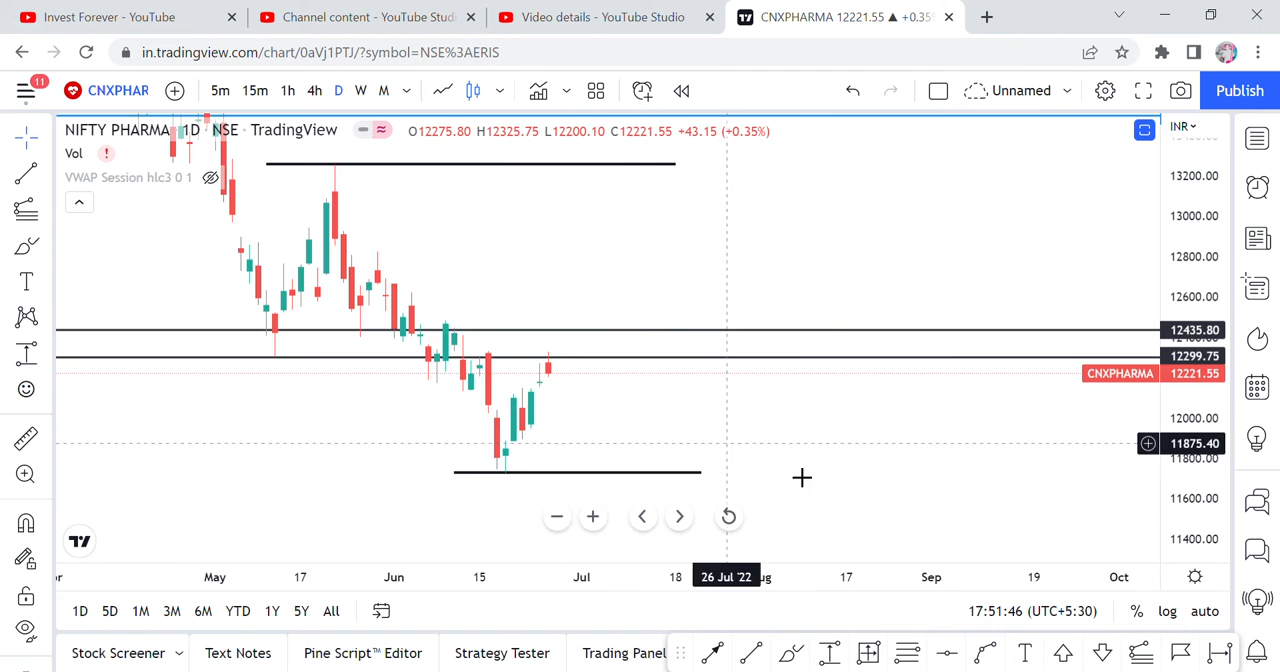 Invest Forever - YouTube
Channel content - YouTube Studi
Video details - YouTube Studio
CNXPHARMA 12221.55 ▲ +0.35
in.tradingview.com/chart/0aVj1PTJ/?symbol=NSE%3AERIS
11
CNXPHAR
5m 15m 1h 4h D W M
Unnamed
Publish
NIFTY PHARMA · 1D · NSE · TradingView
O12275.80 H12325.75 L12200.10 C12221.55 +43.15 (+0.35%)
INR
Vol
VWAP Session hlc3 0 1
13200.00
13000.00
12800.00
12600.00
12435.80
12299.75
CNXPHARMA 12221.55
12000.00
11875.40
11800.00
11600.00
11400.00
May 17 Jun 15 Jul 18 26 Jul '22 ug 17 Sep 19 Oct
1D 5D 1M 3M 6M YTD 1Y 5Y All
17:51:46 (UTC+5:30) % log auto
Stock Screener Text Notes Pine Script™ Editor Strategy Tester Trading Panel